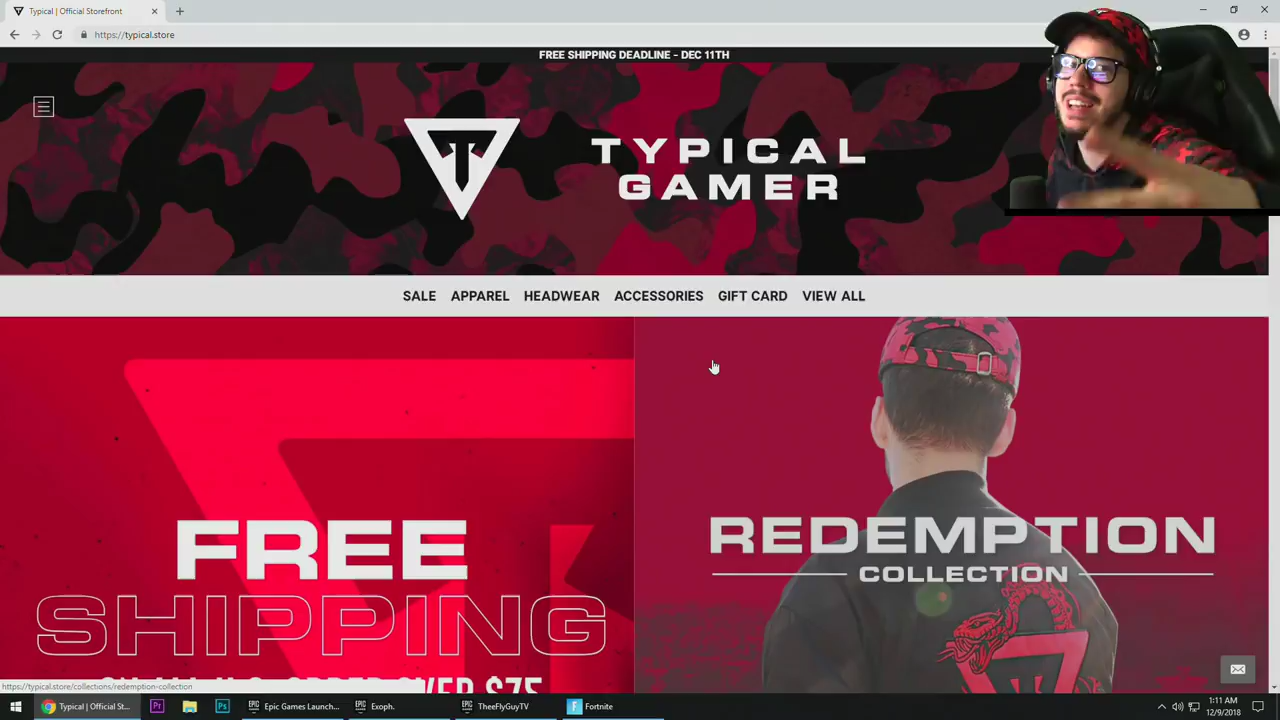 Typical | Official Storefront
https://typical.store
FREE SHIPPING DEADLINE - DEC 11TH
TYPICAL
GAMER
SALE APPAREL HEADWEAR ACCESSORIES GIFT CARD VIEW ALL
FREE
SHIPPING
REDEMPTION
COLLECTION
https://typical.store/collections/redemption-collection
Typical | Official St...
Pr
Ps
Epic Games Launch...
Exoph.
TheeFlyGuyTV
Fortnite
1:11 AM
12/9/2018